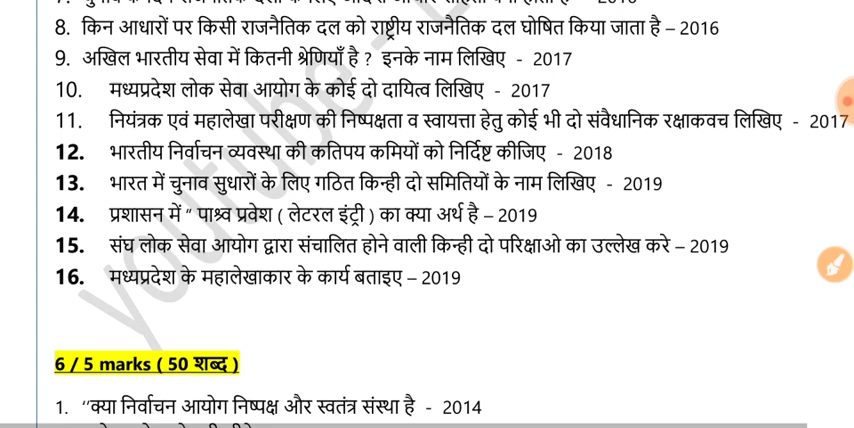 8. किन आधारों पर किसी राजनैतिक दल को राष्ट्रीय राजनैतिक दल घोषित किया जाता है – 2016
9. अखिल भारतीय सेवा में कितनी श्रेणियाँ है ? इनके नाम लिखिए - 2017
10. मध्यप्रदेश लोक सेवा आयोग के कोई दो दायित्व लिखिए - 2017
11. नियंत्रक एवं महालेखा परीक्षण की निष्पक्षता व स्वायत्ता हेतु कोई भी दो संवैधानिक रक्षाकवच लिखिए - 2017
12. भारतीय निर्वाचन व्यवस्था की कतिपय कमियों को निर्दिष्ट कीजिए - 2018
13. भारत में चुनाव सुधारों के लिए गठित किन्ही दो समितियों के नाम लिखिए - 2019
14. प्रशासन में " पाश्र्व प्रवेश ( लेटरल इंट्री ) का क्या अर्थ है – 2019
15. संघ लोक सेवा आयोग द्वारा संचालित होने वाली किन्ही दो परिक्षाओ का उल्लेख करे – 2019
16. मध्यप्रदेश के महालेखाकार के कार्य बताइए – 2019
youtube -
6 / 5 marks ( 50 शब्द )
1. "क्या निर्वाचन आयोग निष्पक्ष और स्वतंत्र संस्था है - 2014